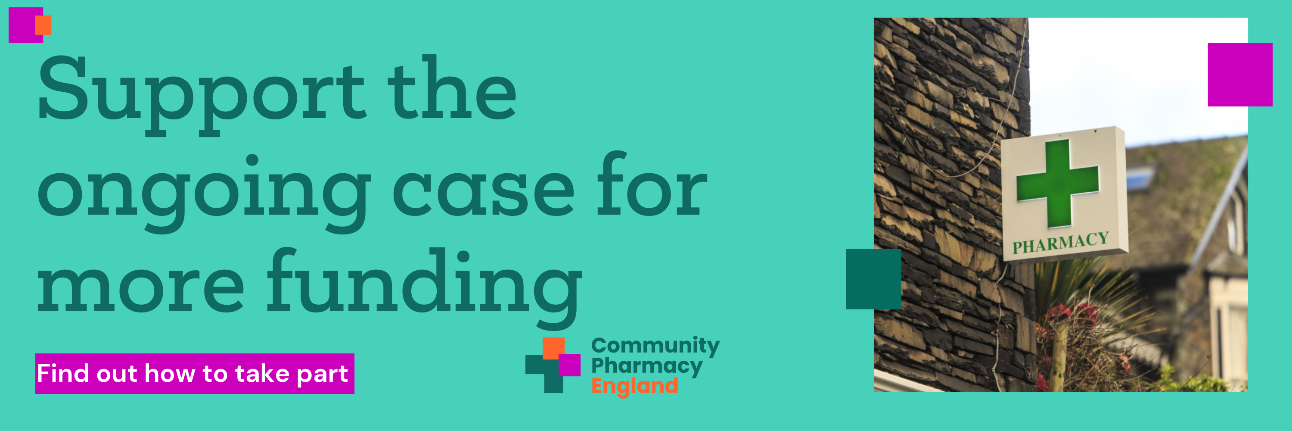 Support the
ongoing case for
more funding
Find out how to take part
Community
Pharmacy
England
PHARMACY